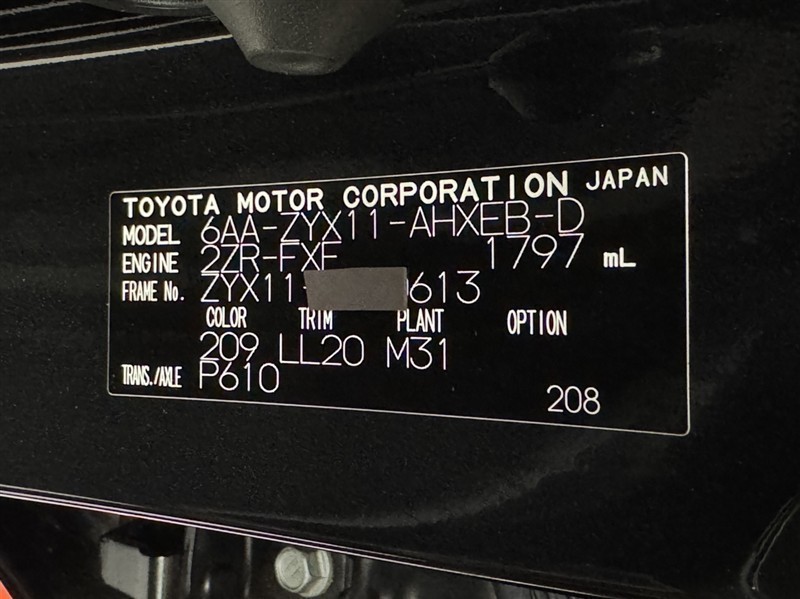 TOYOTA MOTOR CORPORATION JAPAN
MODEL 6AA-ZYX11-AHXEB-D
ENGINE 2ZR-FXE 1797 mL
FRAME No. ZYX11- 613
COLOR TRIM PLANT OPTION
209 LL20 M31
TRANS./AXLE P610
208